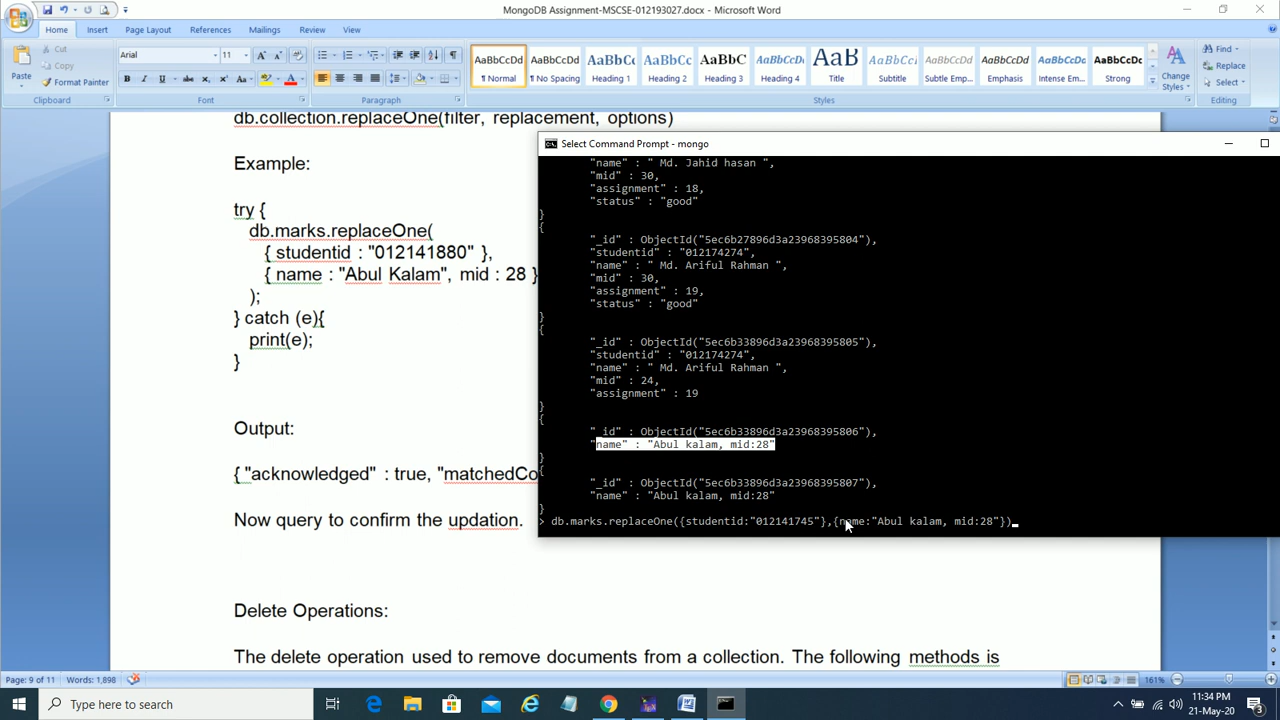 MongoDB Assignment-MSCSE-012193027.docx - Microsoft Word
Home Insert Page Layout References Mailings Review View
Paste
Cut
Copy
Format Painter
Clipboard
Arial 11
Font
Paragraph
AaBbCcDd AaBbCcDd AaBbC AaBbCc AaBbC AaBbCc AaB AaBbCcl AaBbCcDd AaBbCcDd AaBbCcDd AaBbCcDc
¶ Normal ¶ No Spacing Heading 1 Heading 2 Heading 3 Heading 4 Title Subtitle Subtle Emp... Emphasis Intense Em... Strong
Change Styles
Styles
Find
Replace
Select
Editing
db.collection.replaceOne(filter, replacement, options)
Example:
try {
db.marks.replaceOne(
{ studentid : "012141880" },
{ name : "Abul Kalam", mid : 28 }
);
} catch (e){
print(e);
}
Output:
{ "acknowledged" : true, "matchedCo
Now query to confirm the updation.
Delete Operations:
The delete operation used to remove documents from a collection. The following methods is
Select Command Prompt - mongo
"name" : " Md. Jahid hasan ",
"mid" : 30,
"assignment" : 18,
"status" : "good"
}
{
"_id" : ObjectId("5ec6b27896d3a23968395804"),
"studentid" : "012174274",
"name" : " Md. Ariful Rahman ",
"mid" : 30,
"assignment" : 19,
"status" : "good"
}
{
"_id" : ObjectId("5ec6b33896d3a23968395805"),
"studentid" : "012174274",
"name" : " Md. Ariful Rahman ",
"mid" : 24,
"assignment" : 19
}
{
"_id" : ObjectId("5ec6b33896d3a23968395806"),
"name" : "Abul kalam, mid:28"
}
{
"_id" : ObjectId("5ec6b33896d3a23968395807"),
"name" : "Abul kalam, mid:28"
}
> db.marks.replaceOne({studentid:"012141745"},{name:"Abul kalam, mid:28"})
Page: 9 of 11 Words: 1,898 161%
Type here to search
11:34 PM
21-May-20
3